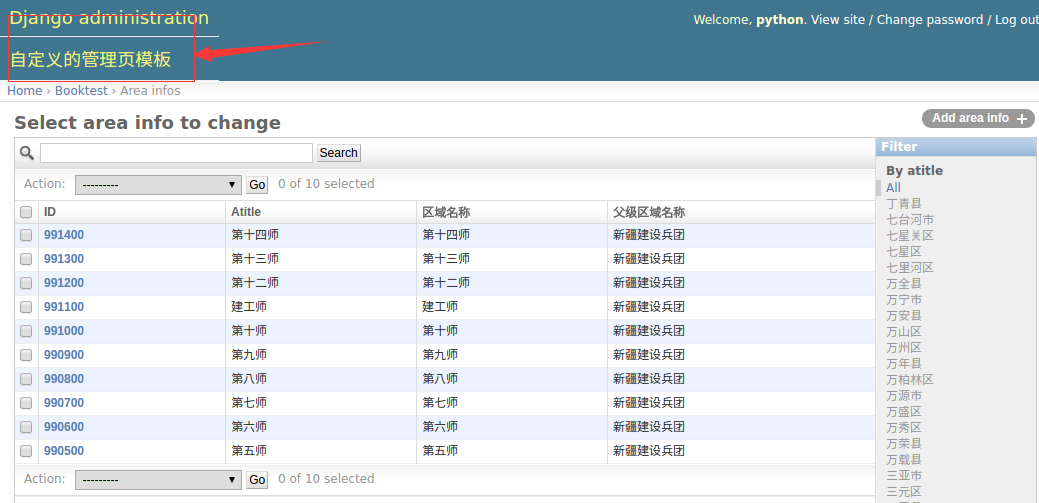 Django administration
Welcome, python. View site / Change password / Log out
自定义的管理页模板
Home › Booktest › Area infos
Select area info to change
Add area info +
Search
Filter
Action: --------- Go 0 of 10 selected
By atitle
All
丁青县
七台河市
七星关区
七星区
七里河区
万全县
万宁市
万安县
万山区
万州区
万年县
万柏林区
万源市
万盛区
万秀区
万荣县
万载县
三亚市
三元区
ID Atitle 区域名称 父级区域名称
991400 第十四师 第十四师 新疆建设兵团
991300 第十三师 第十三师 新疆建设兵团
991200 第十二师 第十二师 新疆建设兵团
991100 建工师 建工师 新疆建设兵团
991000 第十师 第十师 新疆建设兵团
990900 第九师 第九师 新疆建设兵团
990800 第八师 第八师 新疆建设兵团
990700 第七师 第七师 新疆建设兵团
990600 第六师 第六师 新疆建设兵团
990500 第五师 第五师 新疆建设兵团
Action: --------- Go 0 of 10 selected